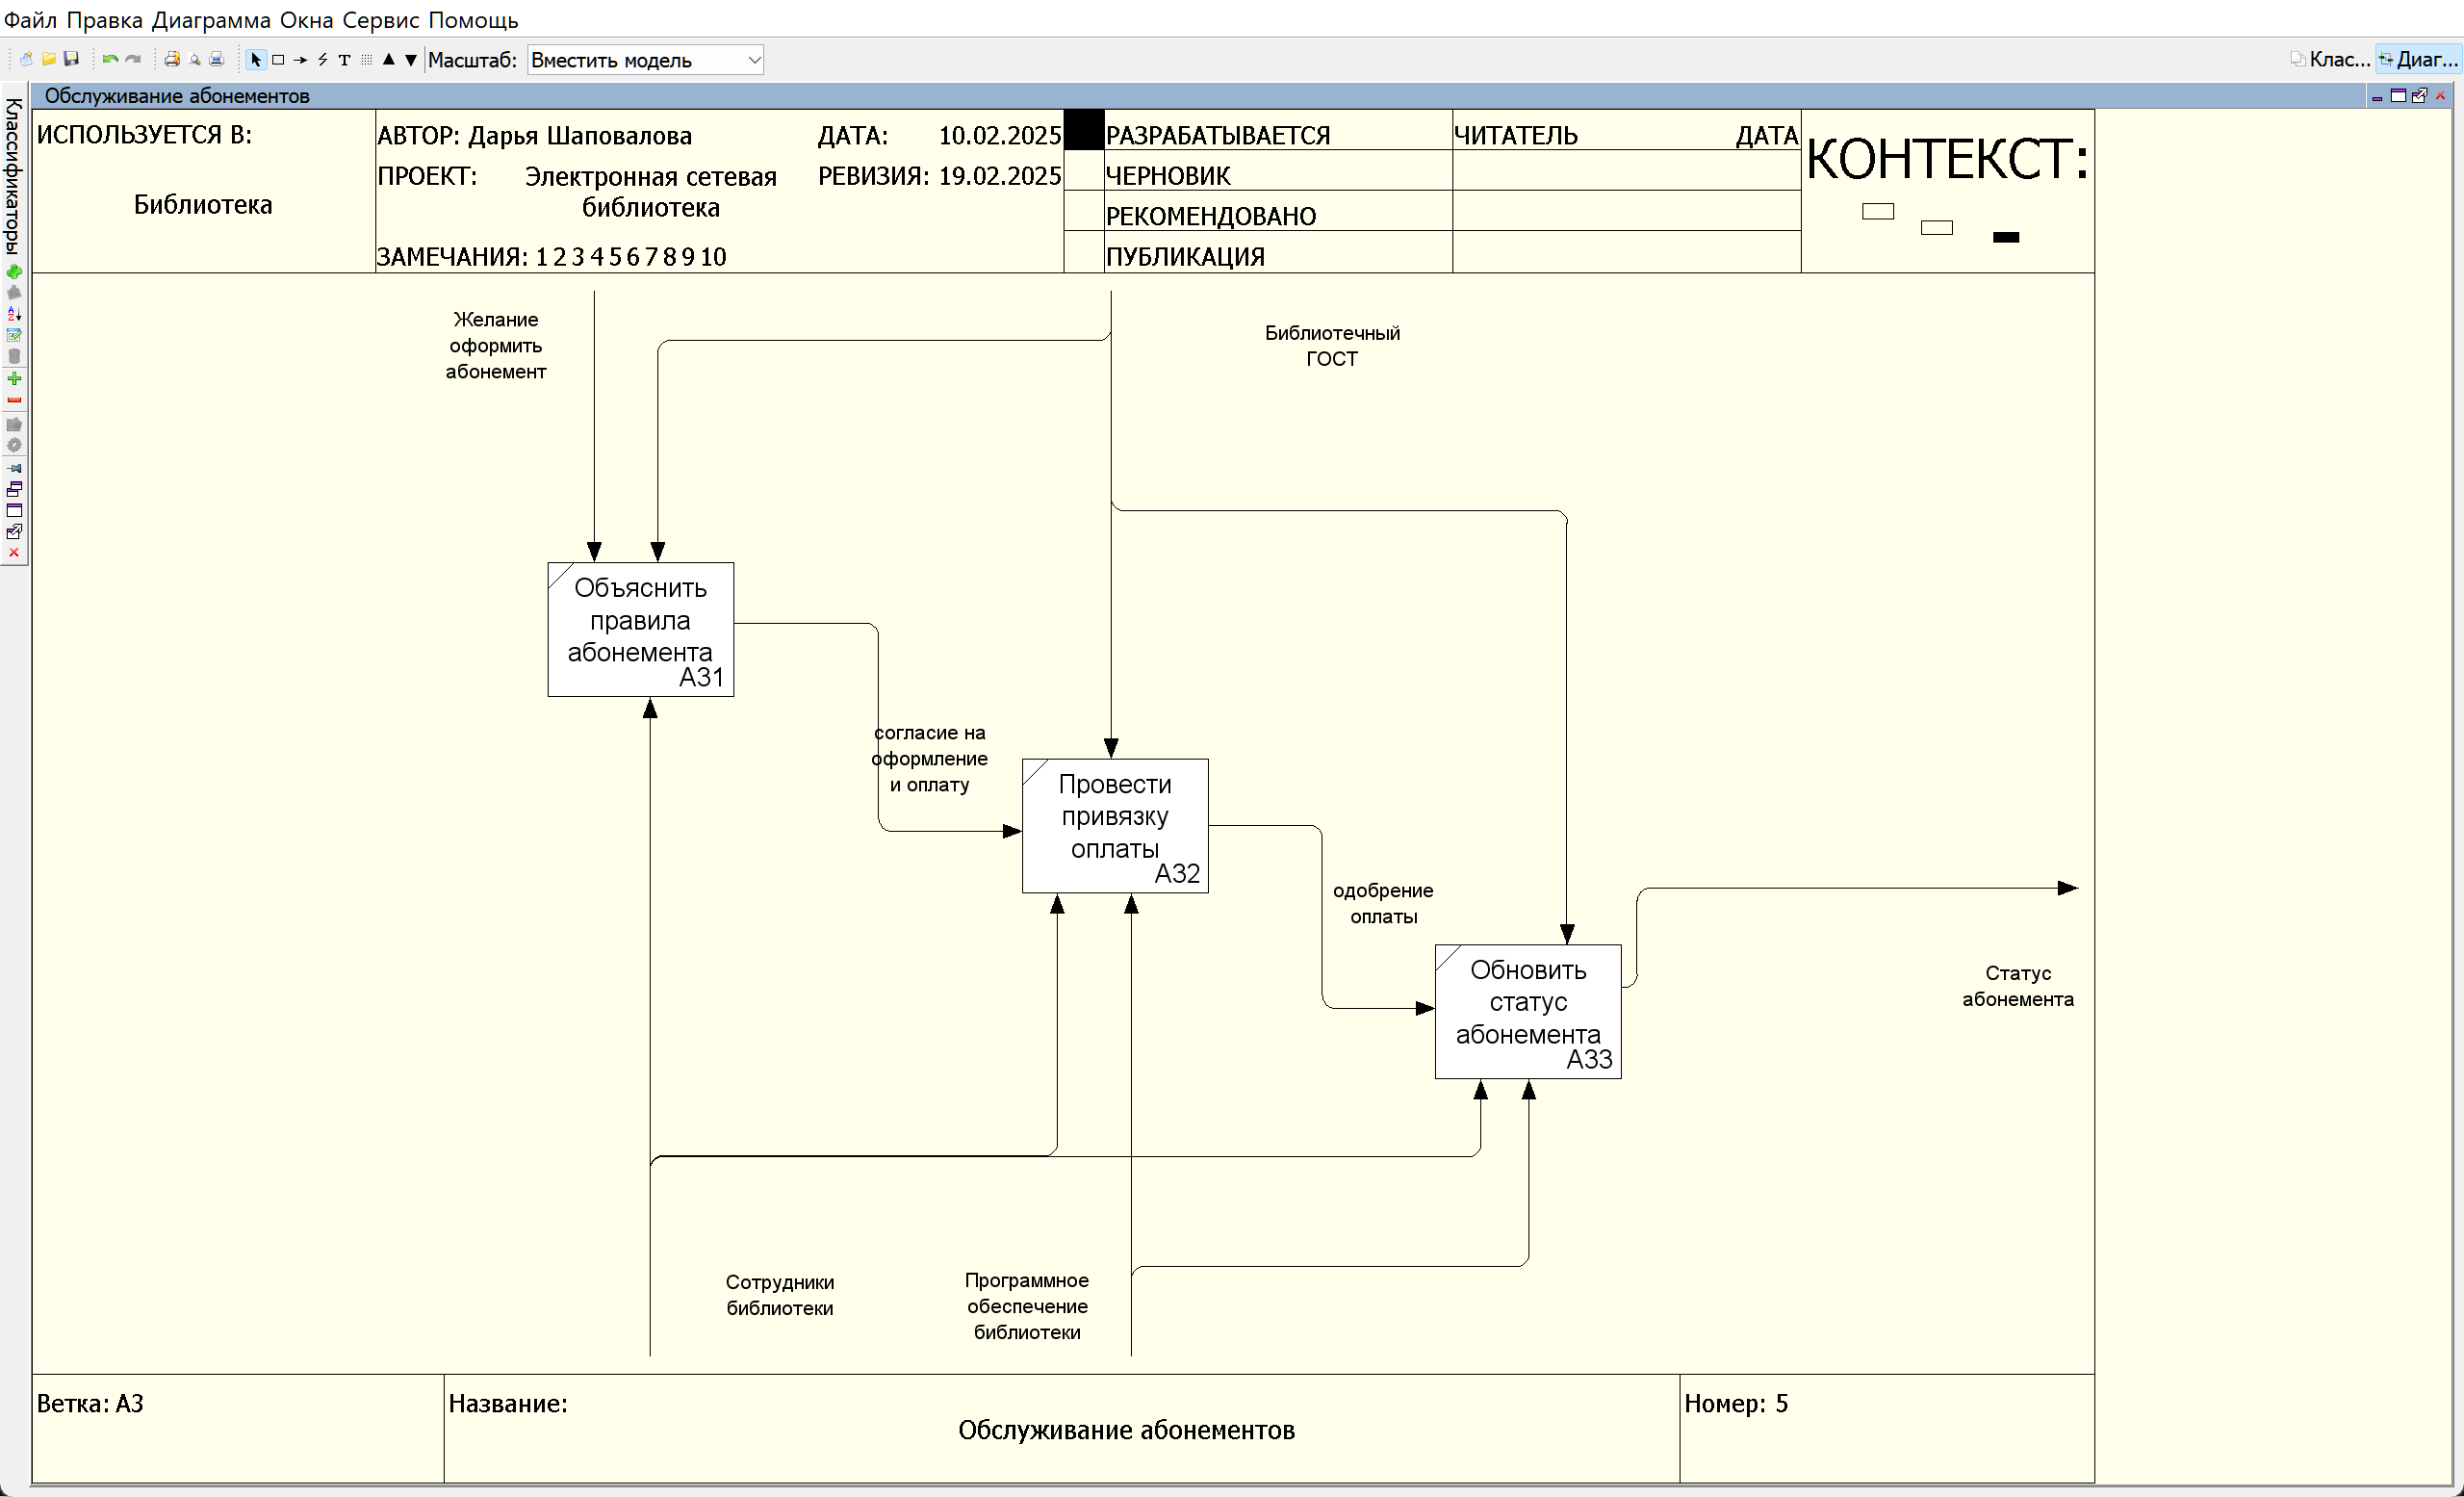 Файл Правка Диаграмма Окна Сервис Помощь
Масштаб: Вместить модель
Клас... Диаг...
Классификаторы
Обслуживание абонементов
ИСПОЛЬЗУЕТСЯ В:
Библиотека
АВТОР: Дарья Шаповалова ДАТА: 10.02.2025
ПРОЕКТ: Электронная сетевая РЕВИЗИЯ: 19.02.2025
библиотека
ЗАМЕЧАНИЯ: 1 2 3 4 5 6 7 8 9 10
РАЗРАБАТЫВАЕТСЯ
ЧЕРНОВИК
РЕКОМЕНДОВАНО
ПУБЛИКАЦИЯ
ЧИТАТЕЛЬ ДАТА
КОНТЕКСТ:
Желание
оформить
абонемент
Библиотечный
ГОСТ
Объяснить
правила
абонемента
А31
согласие на
оформление
и оплату
Провести
привязку
оплаты
А32
одобрение
оплаты
Обновить
статус
абонемента
А33
Статус
абонемента
Сотрудники
библиотеки
Программное
обеспечение
библиотеки
Ветка: А3
Название:
Обслуживание абонементов
Номер: 5